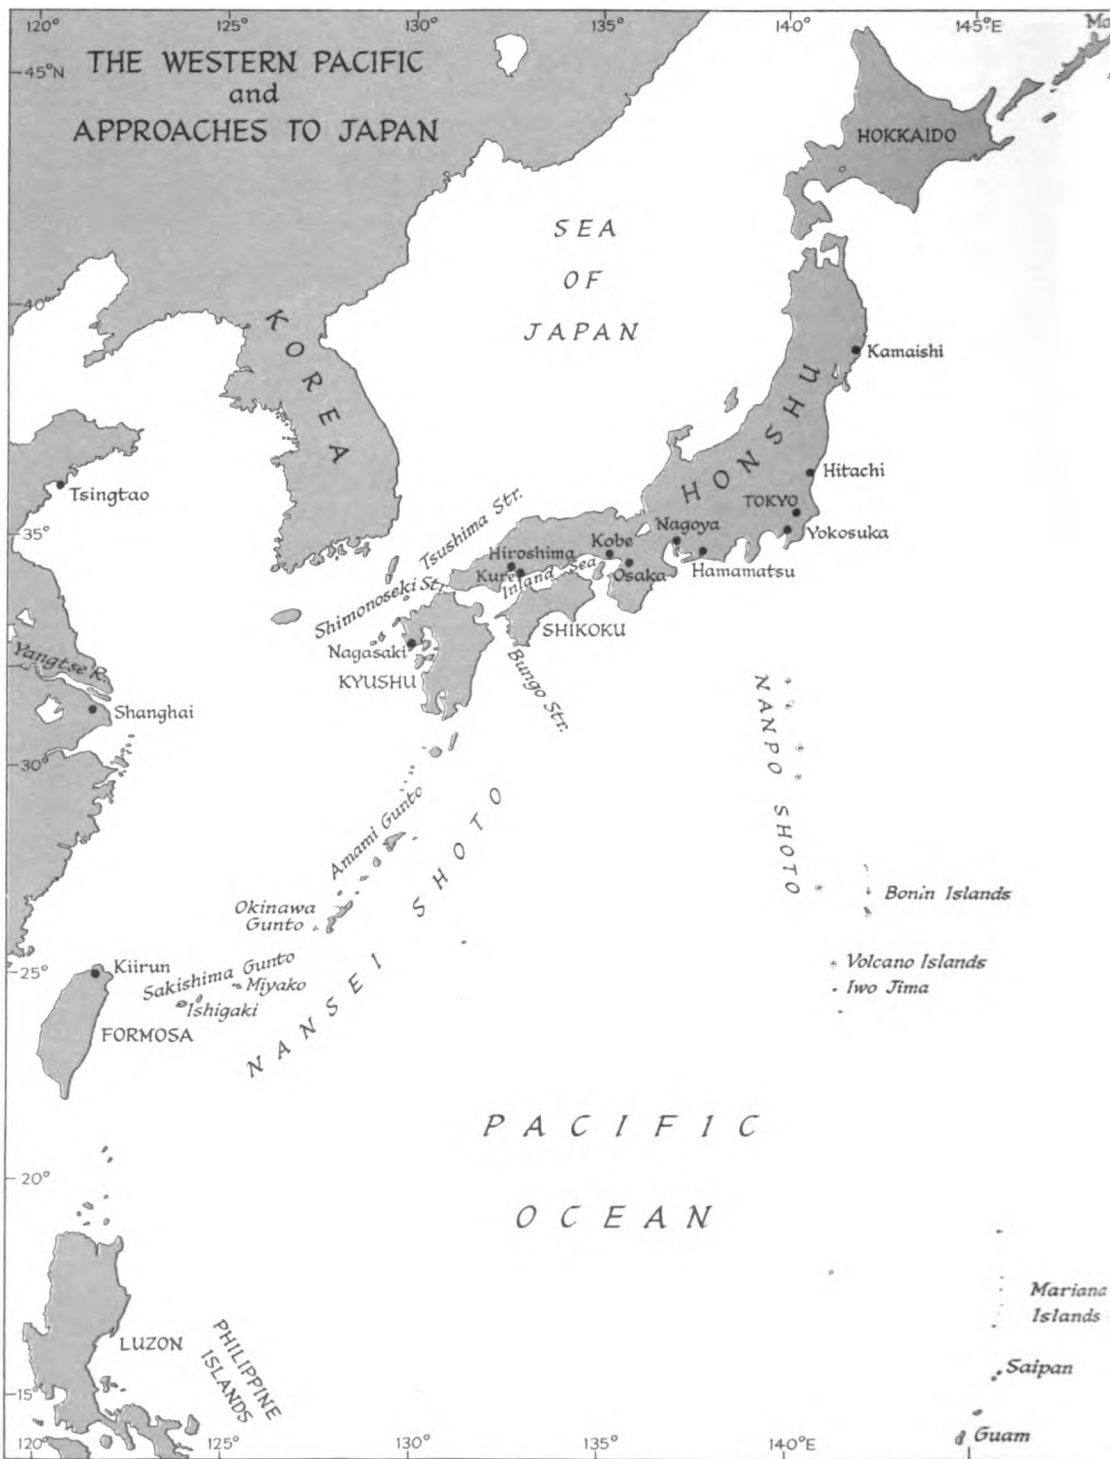 120° 125° 130° 135° 140° 145°E
THE WESTERN PACIFIC
and
APPROACHES TO JAPAN
45°N
HOKKAIDO
SEA
OF
JAPAN
40°
KOREA
Kamaishi
HONSHU
Hitachi
Tsingtao
TOKYO
Yokosuka
35°
Tsushima Str.
Nagoya
Kobe
Hiroshima
Kure
Inland Sea
Osaka
Hamamatsu
Shimonoseki Str.
SHIKOKU
Nagasaki
KYUSHU
Bungo Str.
Yangtse R.
Shanghai
NANPO SHOTO
30°
Amami Gunto
NANSEI SHOTO
Okinawa
Gunto
Bonin Islands
25°
Kiirun
Sakishima Gunto
Miyako
Ishigaki
Volcano Islands
Iwo Jima
FORMOSA
PACIFIC
OCEAN
20°
Mariana
Islands
LUZON
PHILIPPINE
ISLANDS
Saipan
15°
Guam
120° 125° 130° 135° 140°E